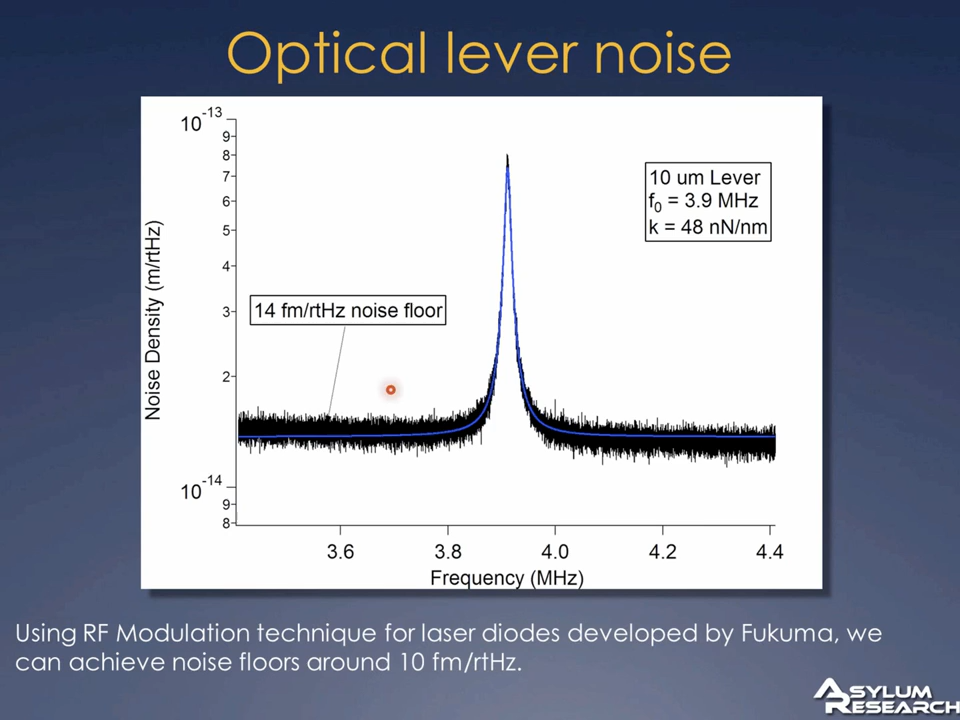 Optical lever noise
10^-13
9
8
7
6
5
4
3
2
10^-14
9
8
Noise Density (m/rtHz)
10 um Lever
f₀ = 3.9 MHz
k = 48 nN/nm
14 fm/rtHz noise floor
3.6 3.8 4.0 4.2 4.4
Frequency (MHz)
Using RF Modulation technique for laser diodes developed by Fukuma, we
can achieve noise floors around 10 fm/rtHz.
ASYLUM
RESEARCH